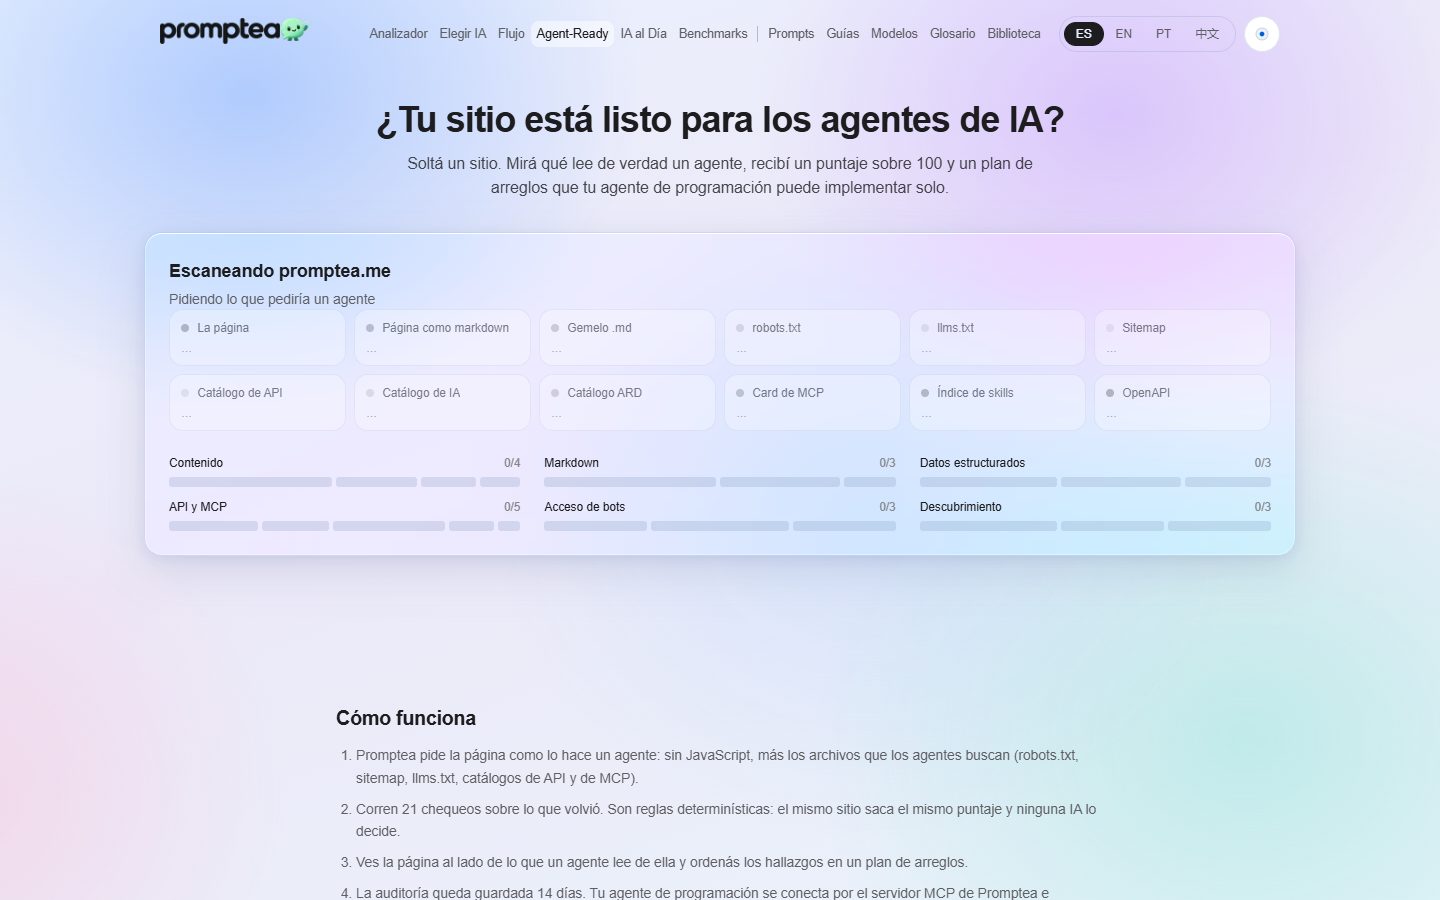 promptea
Analizador Elegir IA Flujo Agent-Ready IA al Día Benchmarks Prompts Guías Modelos Glosario Biblioteca ES EN PT 中文
¿Tu sitio está listo para los agentes de IA?
Soltá un sitio. Mirá qué lee de verdad un agente, recibí un puntaje sobre 100 y un plan de
arreglos que tu agente de programación puede implementar solo.
Escaneando promptea.me
Pidiendo lo que pediría un agente
La página Página como markdown Gemelo .md robots.txt llms.txt Sitemap
... ... ... ... ... ...
Catálogo de API Catálogo de IA Catálogo ARD Card de MCP Índice de skills OpenAPI
... ... ... ... ... ...
Contenido 0/4 Markdown 0/3 Datos estructurados 0/3
API y MCP 0/5 Acceso de bots 0/3 Descubrimiento 0/3
Cómo funciona
1. Promptea pide la página como lo hace un agente: sin JavaScript, más los archivos que los agentes buscan (robots.txt,
sitemap, llms.txt, catálogos de API y de MCP).
2. Corren 21 chequeos sobre lo que volvió. Son reglas determinísticas: el mismo sitio saca el mismo puntaje y ninguna IA lo
decide.
3. Ves la página al lado de lo que un agente lee de ella y ordenás los hallazgos en un plan de arreglos.
4. La auditoría queda guardada 14 días. Tu agente de programación se conecta por el servidor MCP de Promptea e